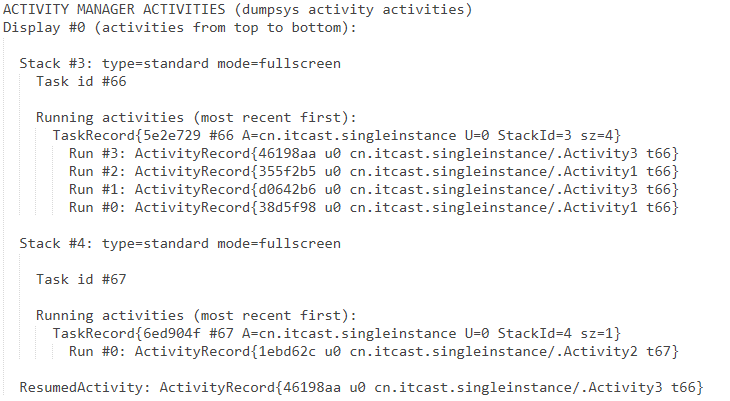 ACTIVITY MANAGER ACTIVITIES (dumpsys activity activities)
Display #0 (activities from top to bottom):
Stack #3: type=standard mode=fullscreen
Task id #66
Running activities (most recent first):
TaskRecord{5e2e729 #66 A=cn.itcast.singleinstance U=0 StackId=3 sz=4}
Run #3: ActivityRecord{46198aa u0 cn.itcast.singleinstance/.Activity3 t66}
Run #2: ActivityRecord{355f2b5 u0 cn.itcast.singleinstance/.Activity1 t66}
Run #1: ActivityRecord{d0642b6 u0 cn.itcast.singleinstance/.Activity3 t66}
Run #0: ActivityRecord{38d5f98 u0 cn.itcast.singleinstance/.Activity1 t66}
Stack #4: type=standard mode=fullscreen
Task id #67
Running activities (most recent first):
TaskRecord{6ed904f #67 A=cn.itcast.singleinstance U=0 StackId=4 sz=1}
Run #0: ActivityRecord{1ebd62c u0 cn.itcast.singleinstance/.Activity2 t67}
ResumedActivity: ActivityRecord{46198aa u0 cn.itcast.singleinstance/.Activity3 t66}